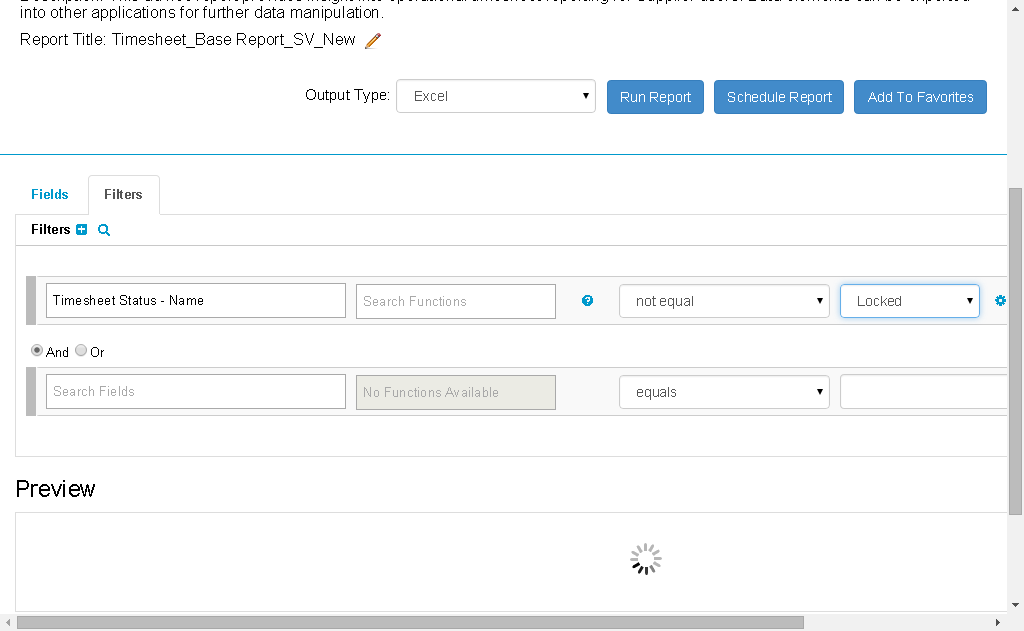 into other applications for further data manipulation.
Report Title: Timesheet_Base Report_SV_New
Output Type: Excel Run Report Schedule Report Add To Favorites
Fields Filters
Filters
Timesheet Status - Name Search Functions not equal Locked
And Or
Search Fields No Functions Available equals
Preview